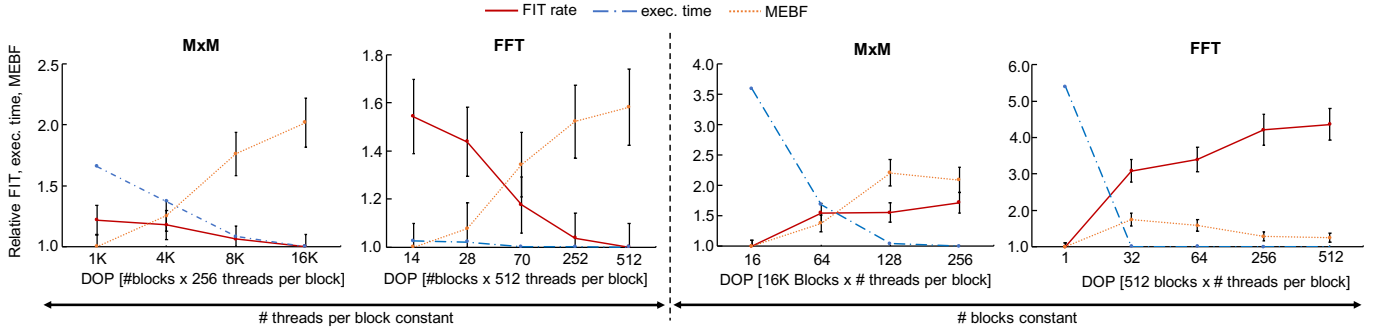 FIT rate exec. time MEBF
Relative FIT, exec. time, MEBF
MxM
2.5
2.0
1.5
1.0
1K 4K 8K 16K
DOP [#blocks x 256 threads per block]
FFT
1.8
1.6
1.4
1.2
1.0
14 28 70 252 512
DOP [#blocks x 512 threads per block]
# threads per block constant
MxM
4.0
3.5
3.0
2.5
2.0
1.5
1.0
16 64 128 256
DOP [16K Blocks x # threads per block]
FFT
6.0
5.0
4.0
3.0
2.0
1.0
1 32 64 256 512
DOP [512 blocks x # threads per block]
# blocks constant